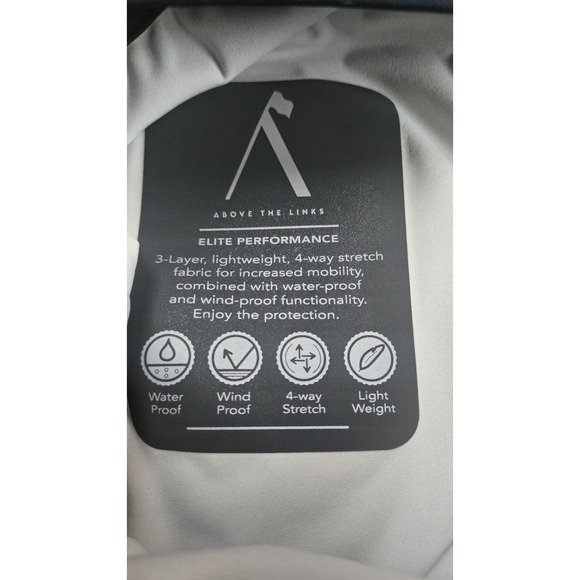 ABOVE THE LINKS
ELITE PERFORMANCE
3-Layer, lightweight, 4-way stretch
fabric for increased mobility,
combined with water-proof
and wind-proof functionality.
Enjoy the protection.
Water Proof
Wind Proof
4-way Stretch
Light Weight